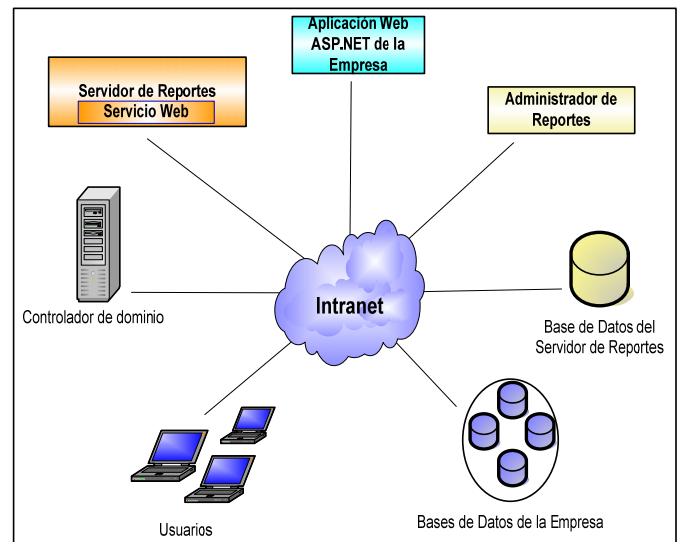 Aplicación Web
ASP.NET de la
Empresa
Servidor de Reportes
Servicio Web
Administrador de
Reportes
Controlador de dominio
Intranet
Base de Datos del
Servidor de Reportes
Usuarios
Bases de Datos de la Empresa